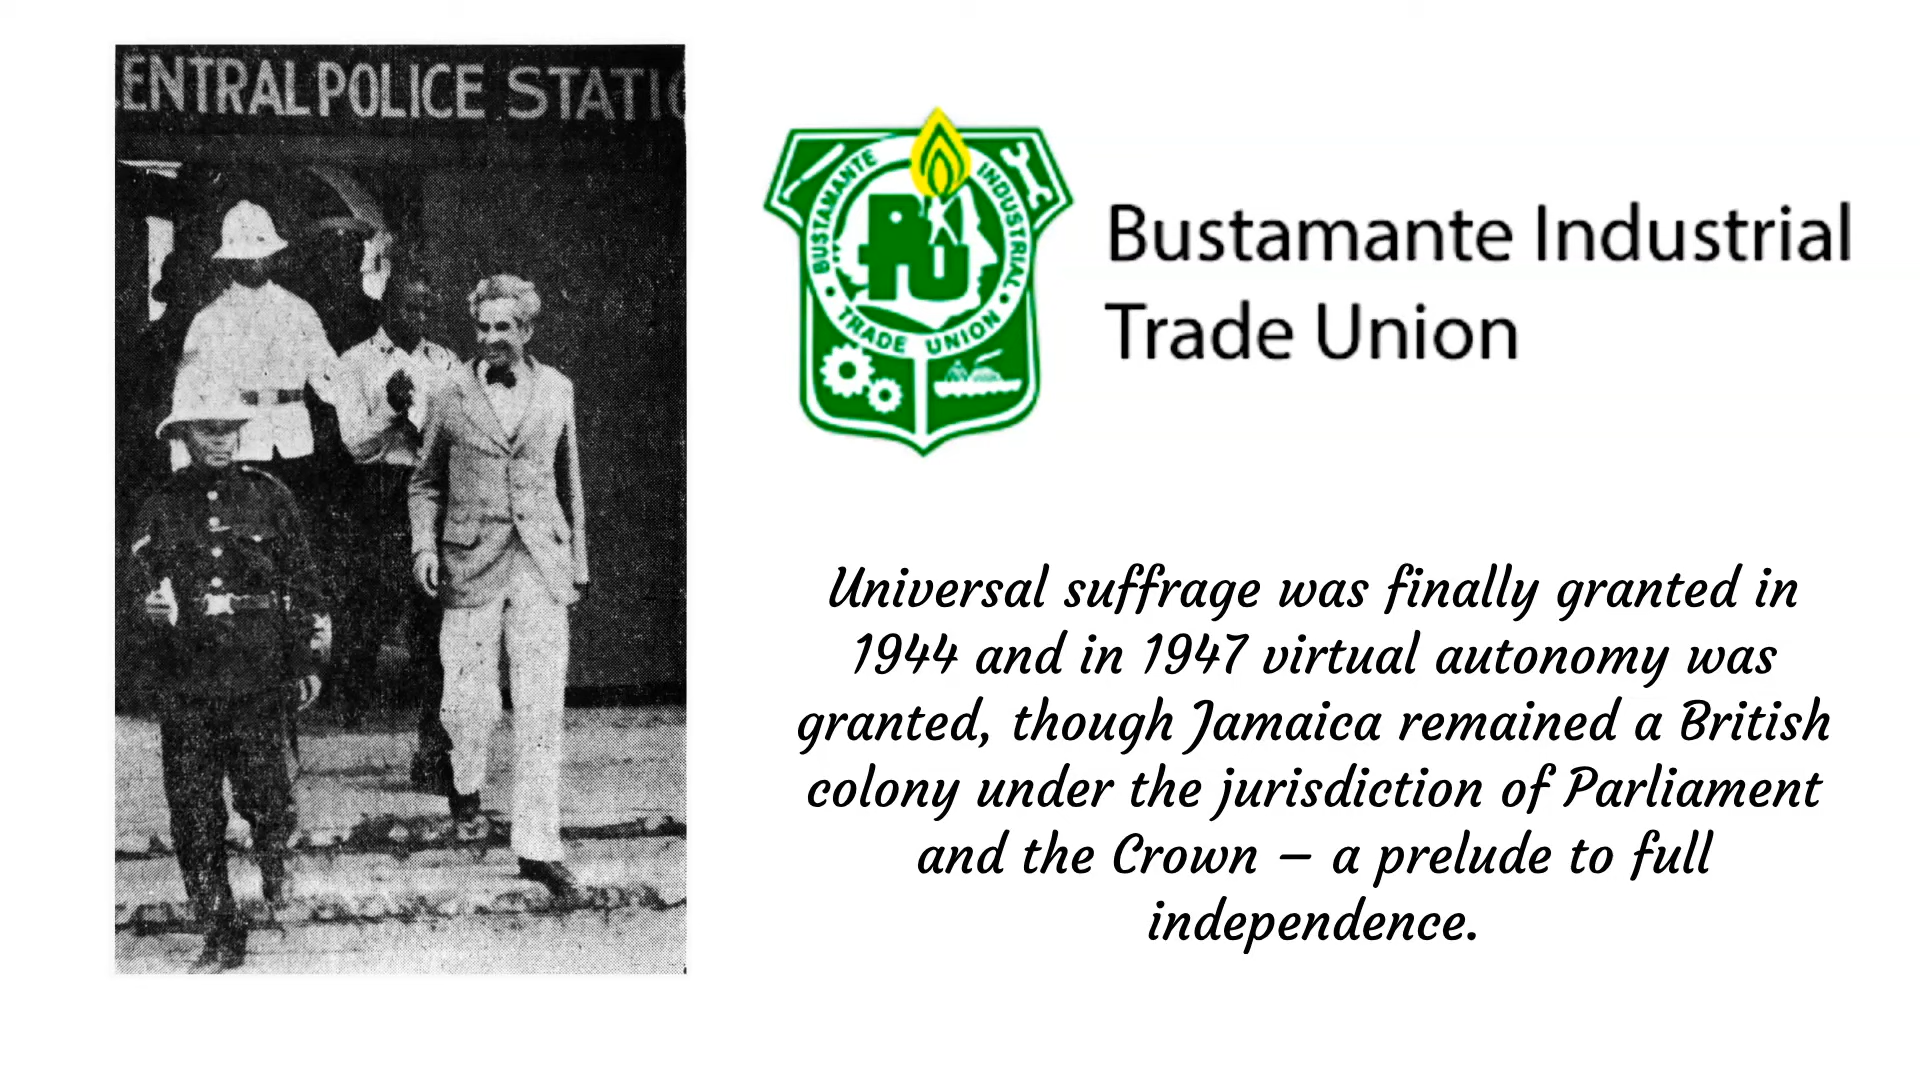 ENTRAL POLICE STATI
BUSTAMANTE INDUSTRIAL
TRADE UNION
BITU
Bustamante Industrial
Trade Union
Universal suffrage was finally granted in
1944 and in 1947 virtual autonomy was
granted, though Jamaica remained a British
colony under the jurisdiction of Parliament
and the Crown – a prelude to full
independence.